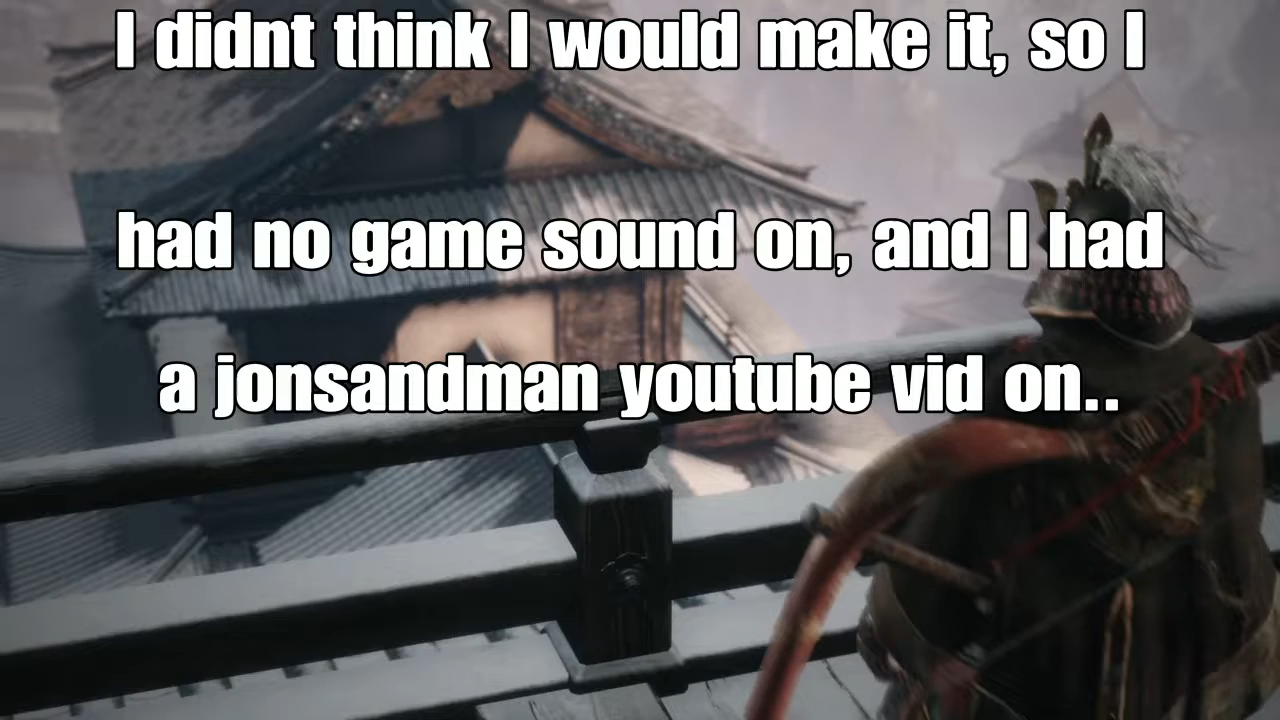 I didnt think I would make it, so I
had no game sound on, and I had
a jonsandman youtube vid on..